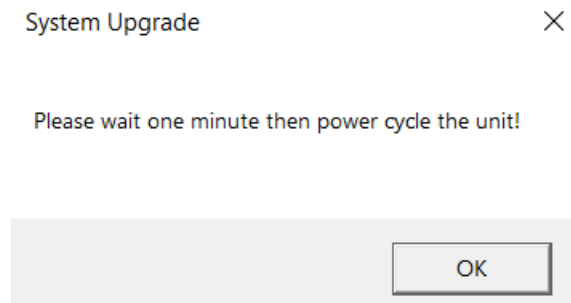 System Upgrade
Please wait one minute then power cycle the unit!
OK